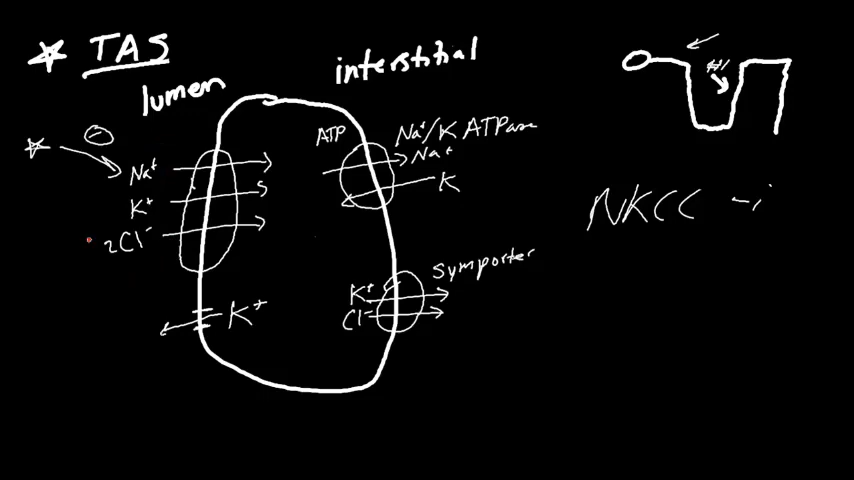 TAS
lumen
interstitial
ATP
Na⁺/K ATPase
Na⁺
K
Na⁺
K⁺
2Cl⁻
K⁺
symporter
K⁺
Cl⁻
NKCC -i